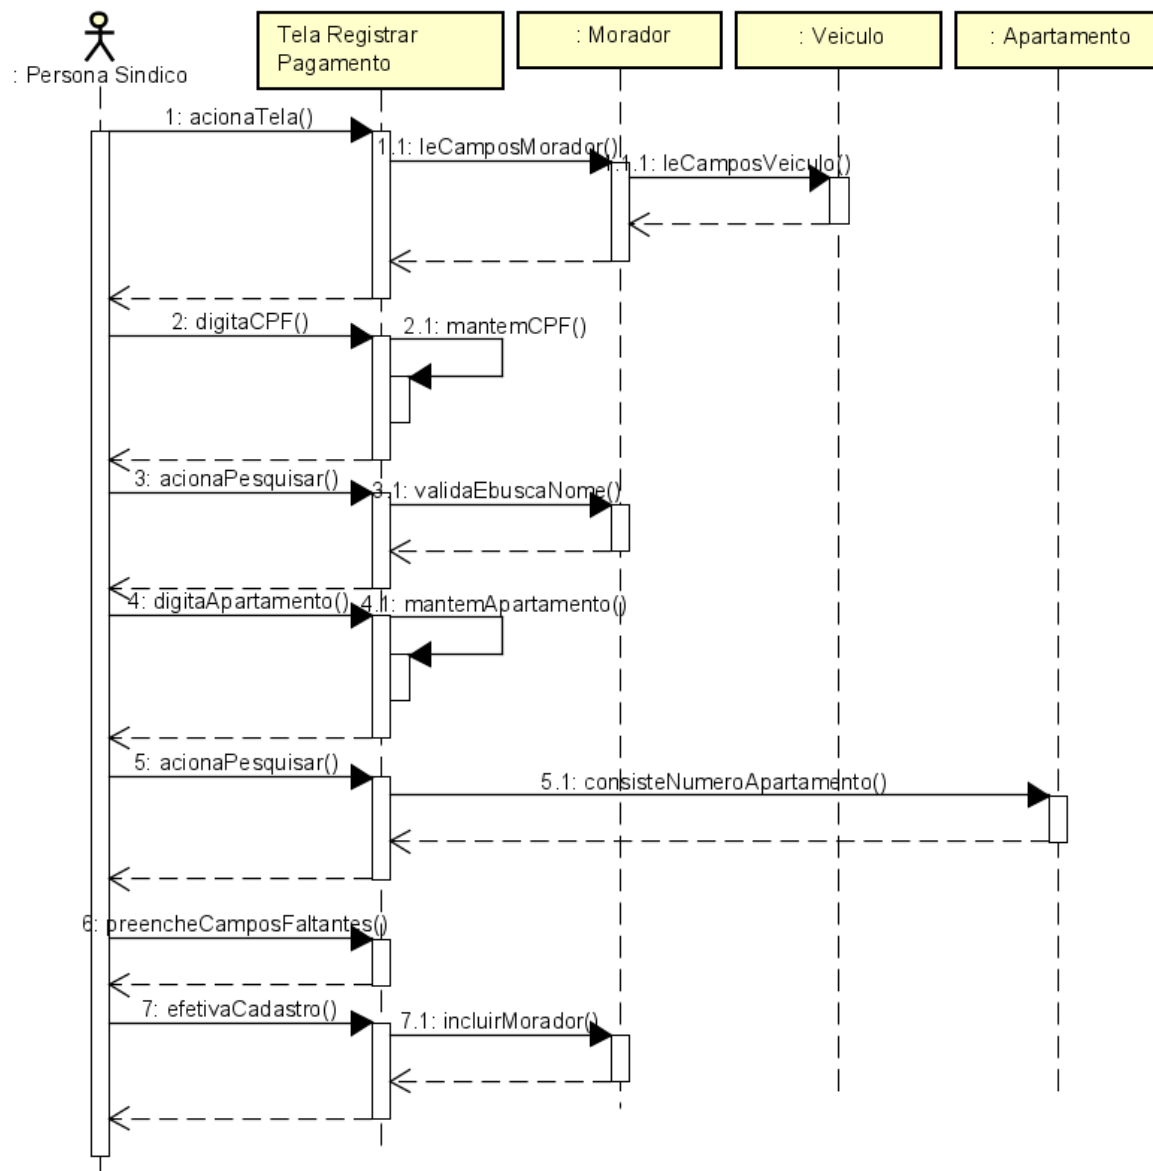 : Persona Sindico
Tela Registrar
Pagamento
: Morador
: Veiculo
: Apartamento
1: acionaTela()
1.1: leCamposMorador()
1.1.1: leCamposVeiculo()
2: digitaCPF()
2.1: mantemCPF()
3: acionaPesquisar()
3.1: validaEbuscaNome()
4: digitaApartamento()
4.1: mantemApartamento()
5: acionaPesquisar()
5.1: consisteNumeroApartamento()
6: preencheCamposFaltantes()
7: efetivaCadastro()
7.1: incluirMorador()